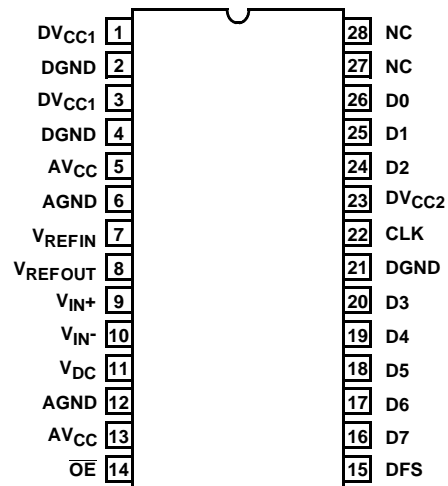 DVCC1 1 28 NC
DGND 2 27 NC
DVCC1 3 26 D0
DGND 4 25 D1
AVCC 5 24 D2
AGND 6 23 DVCC2
VREFIN 7 22 CLK
VREFOUT 8 21 DGND
VIN+ 9 20 D3
VIN- 10 19 D4
VDC 11 18 D5
AGND 12 17 D6
AVCC 13 16 D7
O̅E̅ 14 15 DFS